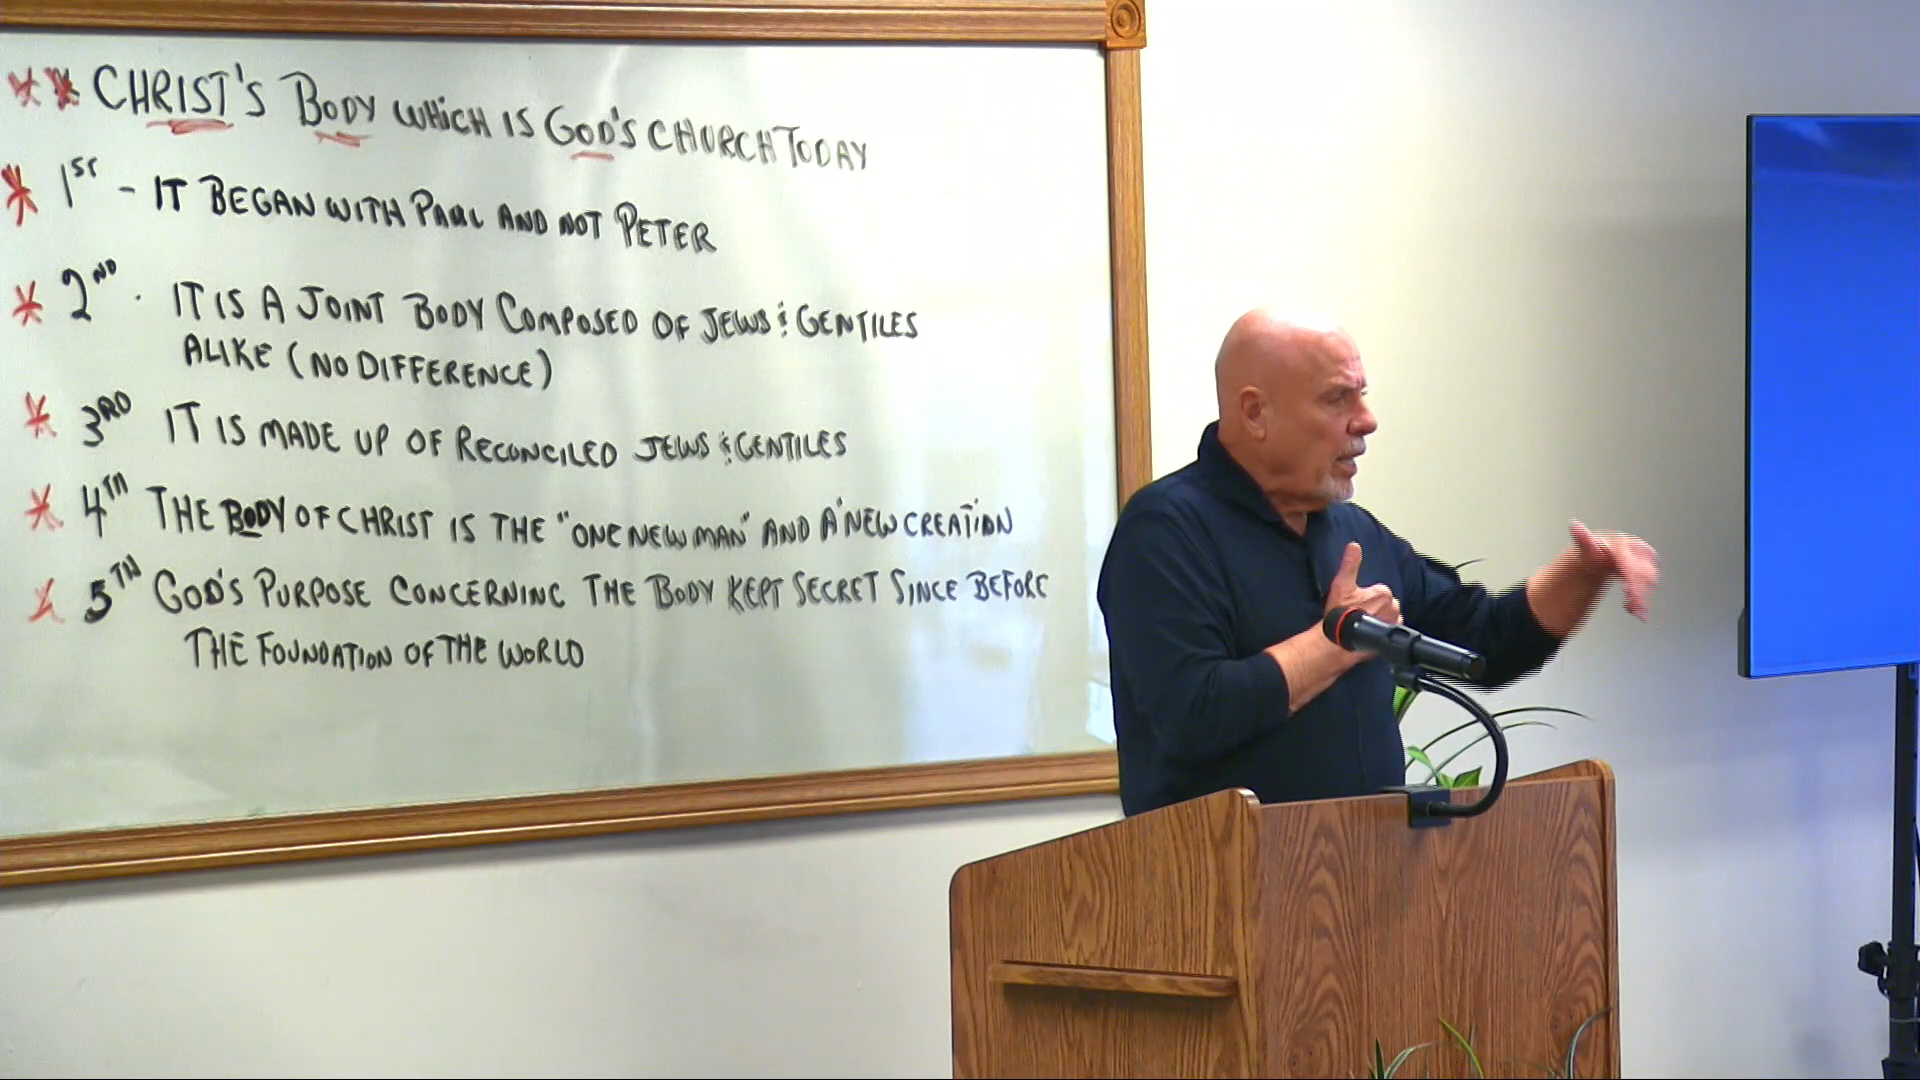 ** CHRIST'S BODY WHICH IS GOD'S CHURCH TODAY
* 1ST - IT BEGAN WITH PAUL AND NOT PETER
* 2ND . IT IS A JOINT BODY COMPOSED OF JEWS & GENTILES
ALIKE (NO DIFFERENCE)
* 3RD IT IS MADE UP OF RECONCILED JEWS & GENTILES
* 4TH THE BODY OF CHRIST IS THE "ONE NEW MAN" AND A "NEW CREATION
* 5TH GOD'S PURPOSE CONCERNING THE BODY KEPT SECRET SINCE BEFORE
THE FOUNDATION OF THE WORLD